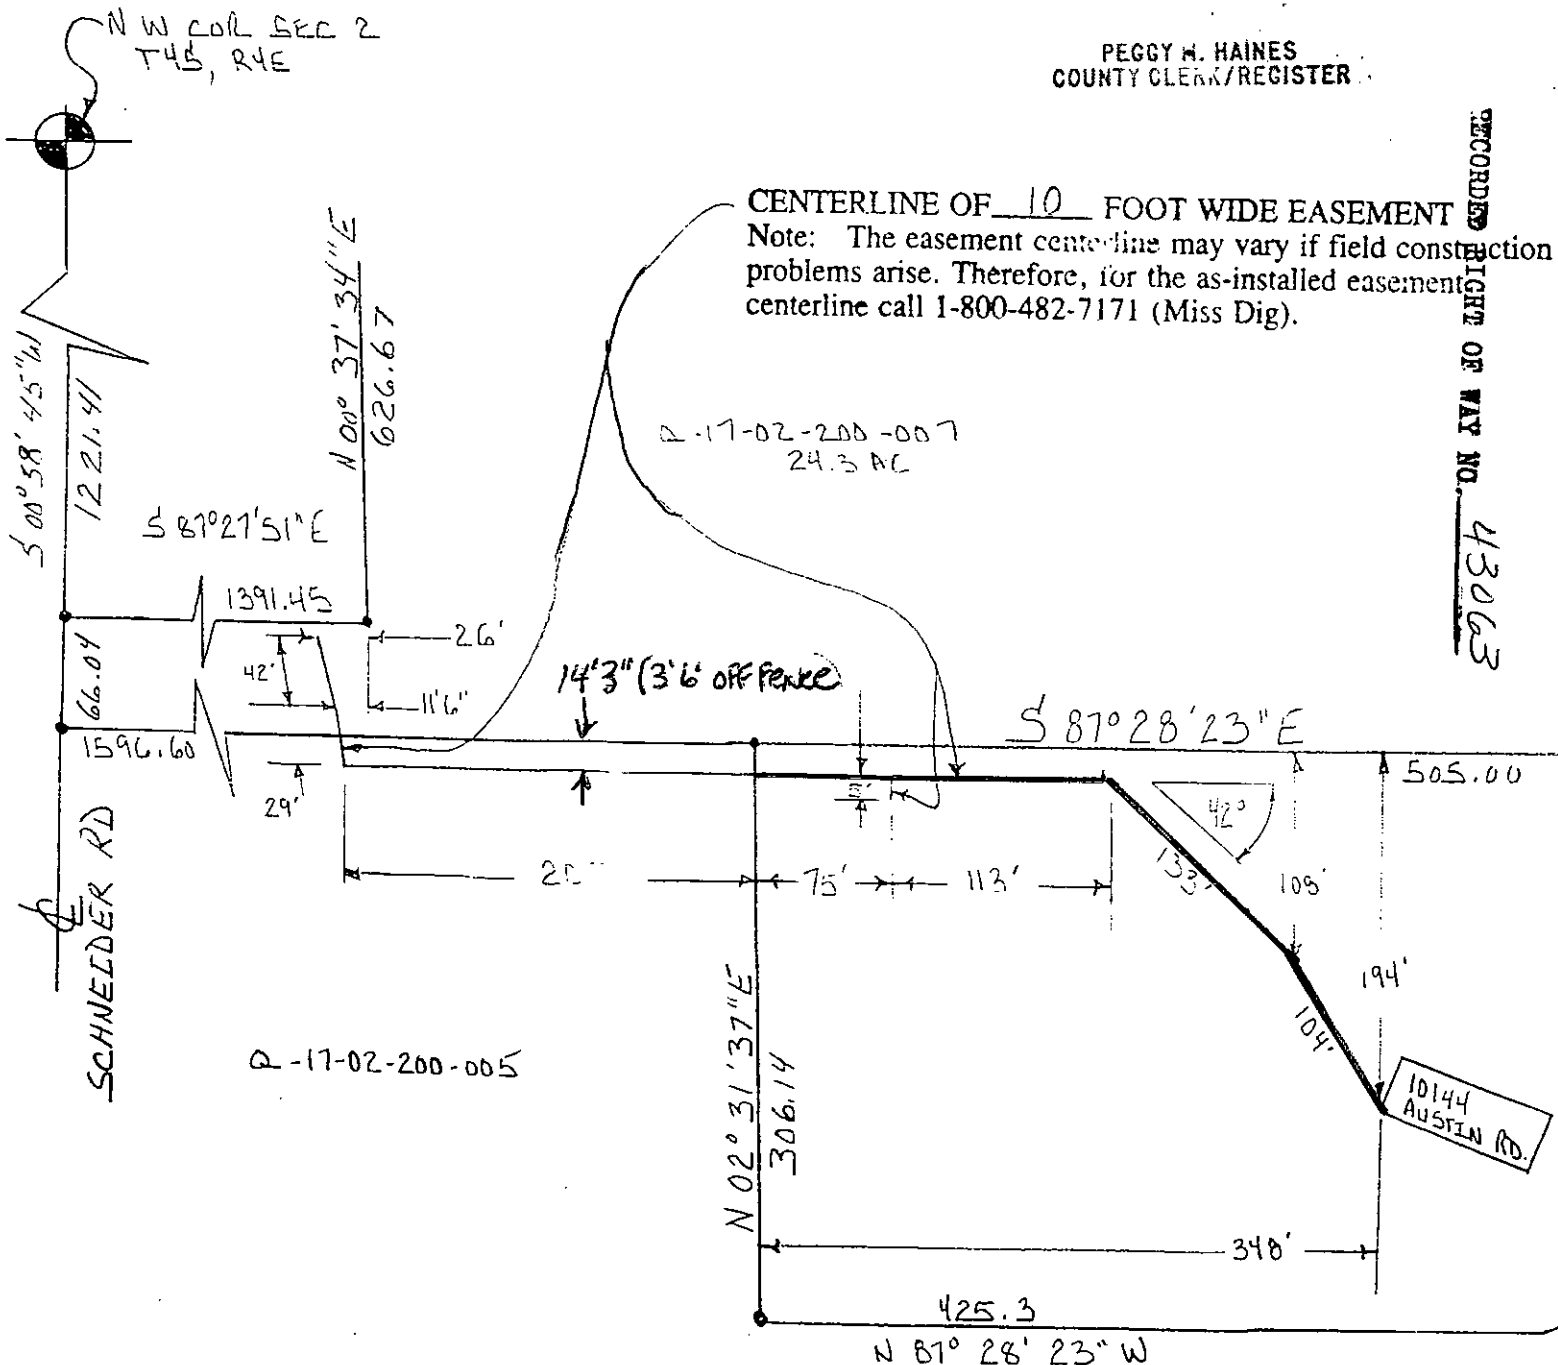 N W COR SEC 2
T4S, R4E
PEGGY M. HAINES
COUNTY CLERK/REGISTER
RECORDED RIGHT OF WAY NO. 43063
CENTERLINE OF 10 FOOT WIDE EASEMENT
Note: The easement centerline may vary if field construction
problems arise. Therefore, for the as-installed easement
centerline call 1-800-482-7171 (Miss Dig).
S 00° 58' 45" W
1221.41
N 00° 37' 34" E
626.67
Q-17-02-200-007
24.3 AC
S 87° 27' 51" E
1391.45
26'
42'
11'6"
66.04
1596.60
29'
14'3" (3'6" OFF FENCE)
S 87° 28' 23" E
505.00
42°
133'
108'
75'
113'
194'
104'
SCHNEIDER RD
Q-17-02-200-005
N 02° 31' 37" E
306.14
10144
AUSTIN RD.
348'
425.3
N 87° 28' 23" W